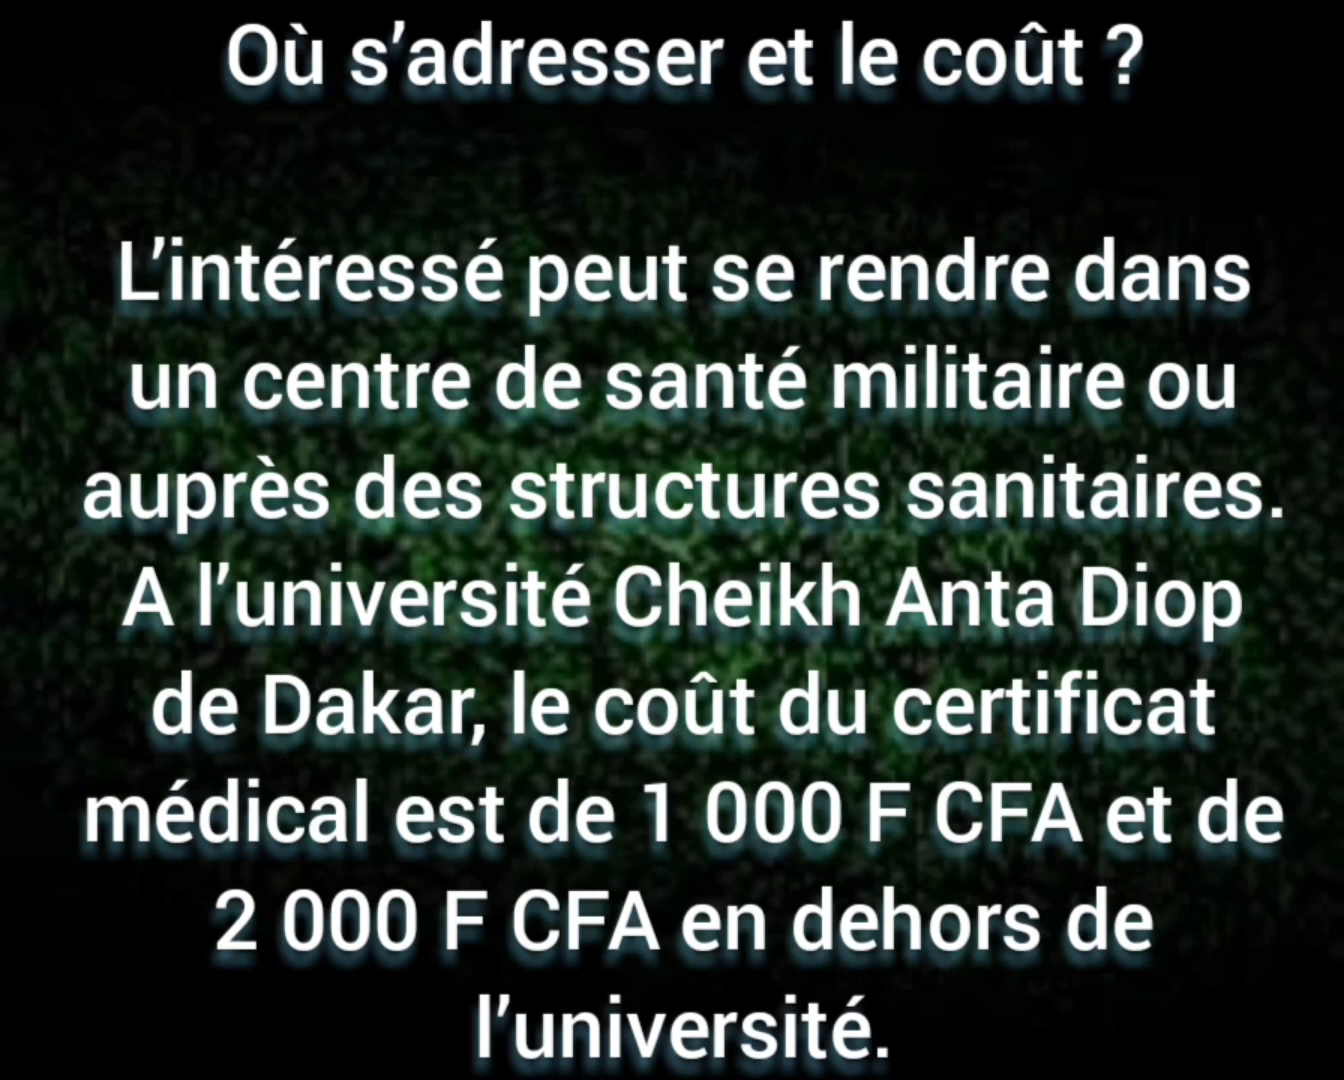 Où s’adresser et le coût ?
L’intéressé peut se rendre dans
un centre de santé militaire ou
auprès des structures sanitaires.
A l’université Cheikh Anta Diop
de Dakar, le coût du certificat
médical est de 1 000 F CFA et de
2 000 F CFA en dehors de
l’université.